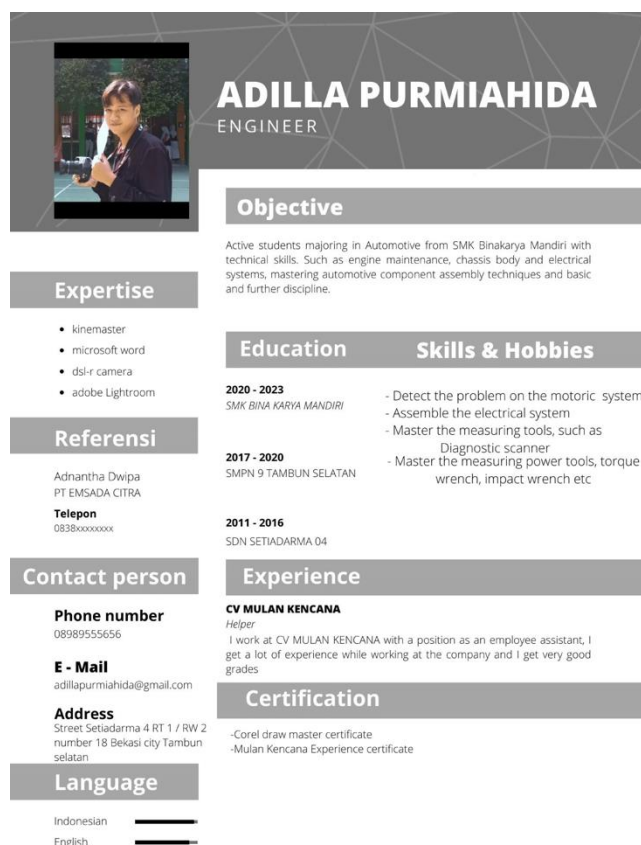 ADILLA PURMIAHIDA
ENGINEER
Objective
Active students majoring in Automotive from SMK Binakarya Mandiri with
technical skills. Such as engine maintenance, chassis body and electrical
systems, mastering automotive component assembly techniques and basic
and further discipline.
Expertise
• kinemaster
• microsoft word
• dsl-r camera
• adobe Lightroom
Referensi
Adnantha Dwipa
PT EMSADA CITRA
Telepon
0838xxxxxxxx
Contact person
Phone number
08989555656
E - Mail
adillapurmiahida@gmail.com
Address
Street Setiadarma 4 RT 1 / RW 2
number 18 Bekasi city Tambun
selatan
Language
Indonesian
English
Education
2020 - 2023
SMK BINA KARYA MANDIRI
2017 - 2020
SMPN 9 TAMBUN SELATAN
2011 - 2016
SDN SETIADARMA 04
Skills & Hobbies
- Detect the problem on the motoric system
- Assemble the electrical system
- Master the measuring tools, such as
Diagnostic scanner
- Master the measuring power tools, torque
wrench, impact wrench etc
Experience
CV MULAN KENCANA
Helper
I work at CV MULAN KENCANA with a position as an employee assistant, I
get a lot of experience while working at the company and I get very good
grades
Certification
-Corel draw master certificate
-Mulan Kencana Experience certificate